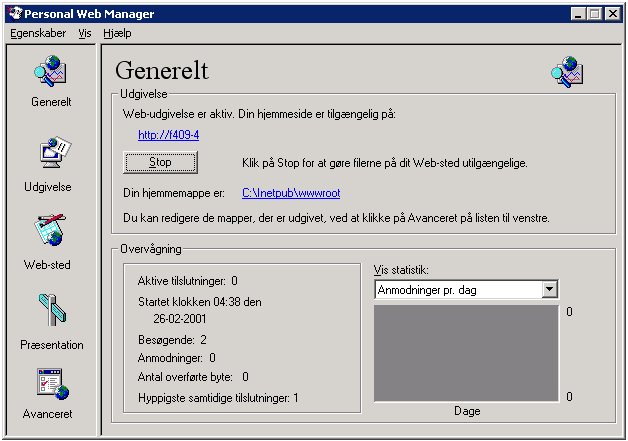 Personal Web Manager
Egenskaber Vis Hjælp
Generelt
Udgivelse
Web-sted
Præsentation
Avanceret
Generelt
Udgivelse
Web-udgivelse er aktiv. Din hjemmeside er tilgængelig på:
http://f409-4
Stop
Klik på Stop for at gøre filerne på dit Web-sted utilgængelige.
Din hjemmemappe er: C:\Inetpub\wwwroot
Du kan redigere de mapper, der er udgivet, ved at klikke på Avanceret på listen til venstre.
Overvågning
Aktive tilslutninger: 0
Startet klokken 04:38 den
26-02-2001
Besøgende: 2
Anmodninger: 0
Antal overførte byte: 0
Hyppigste samtidige tilslutninger: 1
Vis statistik:
Anmodninger pr. dag
0
0
Dage